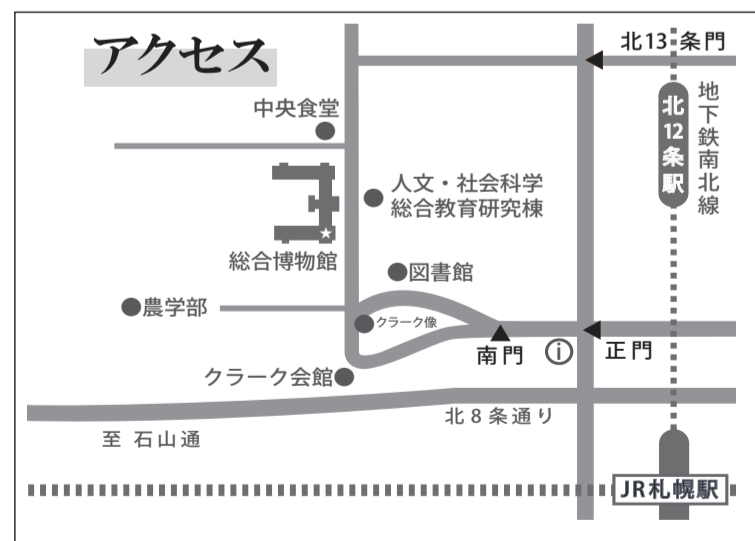 アクセス
北13条門
中央食堂
地下鉄南北線
北12条駅
人文・社会科学
総合教育研究棟
総合博物館
図書館
農学部
クラーク像
南門
i
正門
クラーク会館
北8条通り
至 石山通
JR札幌駅